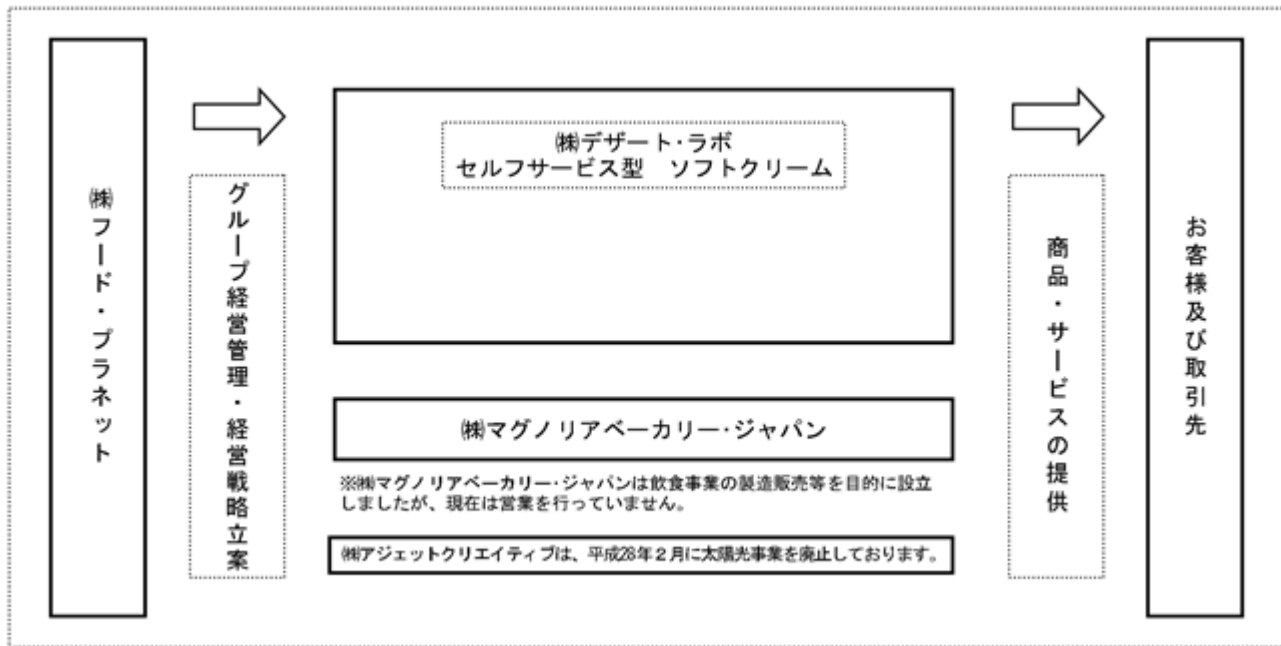 ㈱フード・プラネット
グループ経営管理・経営戦略立案
㈱デザート・ラボ
セルフサービス型　ソフトクリーム
㈱マグノリアベーカリー・ジャパン
※㈱マグノリアベーカリー・ジャパンは飲食事業の製造販売等を目的に設立
しましたが、現在は営業を行っていません。
㈱アジェットクリエイティブは、平成28年２月に太陽光事業を廃止しております。
商品・サービスの提供
お客様及び取引先